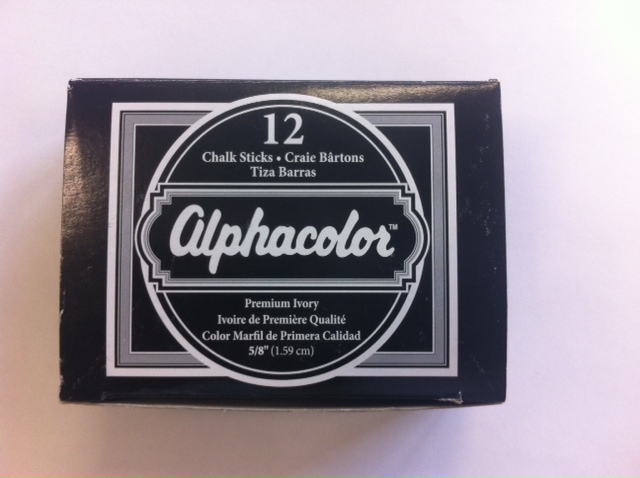 12
Chalk Sticks • Craie Bârtons
Tiza Barras
alphacolor™
Premium Ivory
Ivoire de Première Qualité
Color Marfil de Primera Calidad
5/8" (1.59 cm)